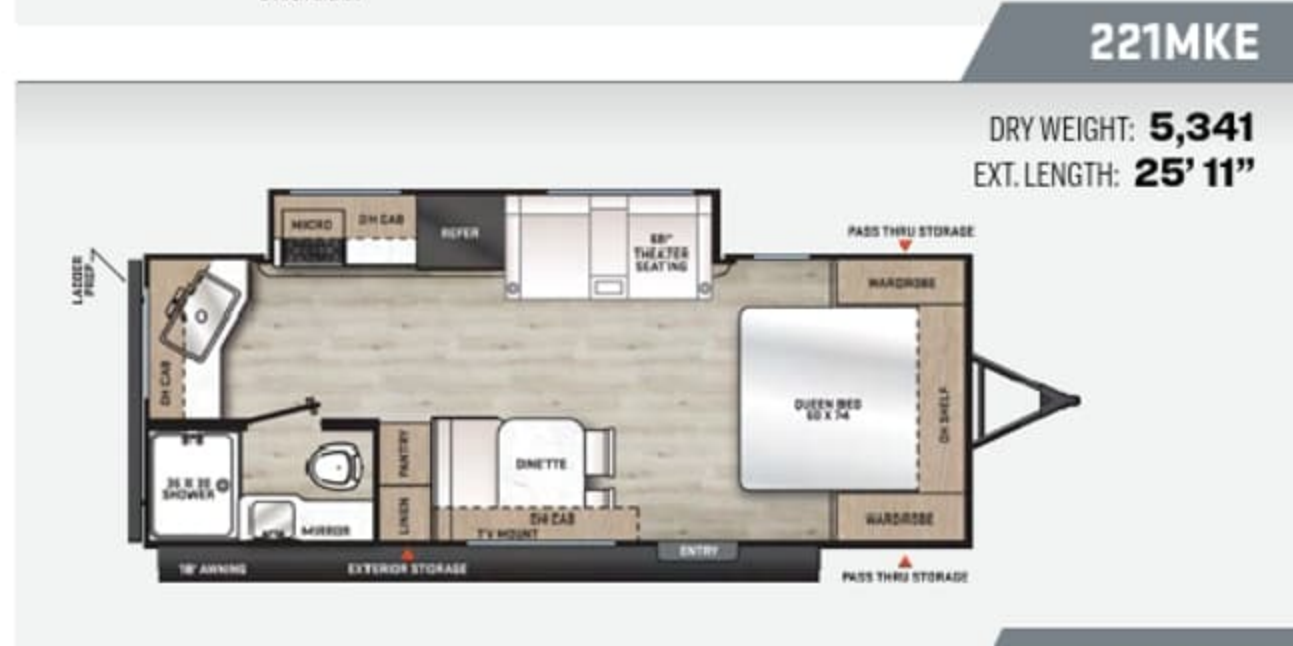 221MKE
DRY WEIGHT: 5,341
EXT. LENGTH: 25' 11”
PASS THRU STORAGE
LADDER
PREP
MICRO
OH CAB
REFER
68"
THEATER
SEATING
WARDROBE
OH CAB
QUEEN BED
60 X 74
OH SHELF
SHOWER
PANTRY
LINEN
DINETTE
MIRROR
OH CAB
TV MOUNT
WARDROBE
ENTRY
18' AWNING
EXTERIOR STORAGE
PASS THRU STORAGE